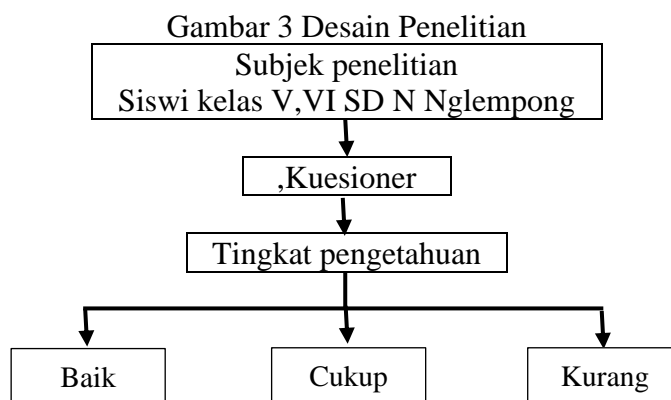 Gambar 3 Desain Penelitian
Subjek penelitian
Siswi kelas V,VI SD N Nglempong
,Kuesioner
Tingkat pengetahuan
Baik
Cukup
Kurang